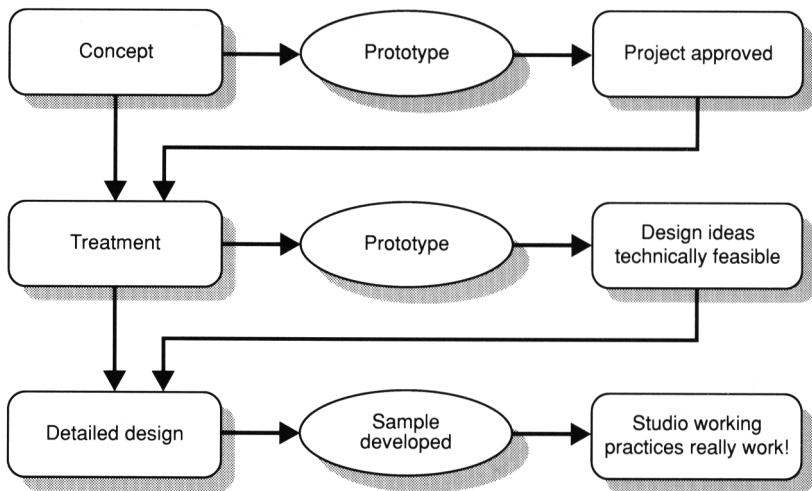 Concept
Prototype
Project approved
Treatment
Prototype
Design ideas
technically feasible
Detailed design
Sample
developed
Studio working
practices really work!